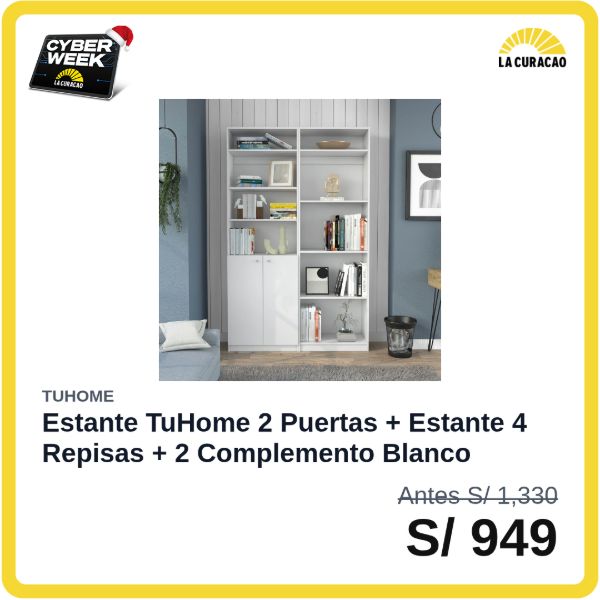 CYBER
WEEK
LA CURACAO
LA CURACAO
TUHOME
Estante TuHome 2 Puertas + Estante 4
Repisas + 2 Complemento Blanco
Antes S/ 1,330
S/ 949